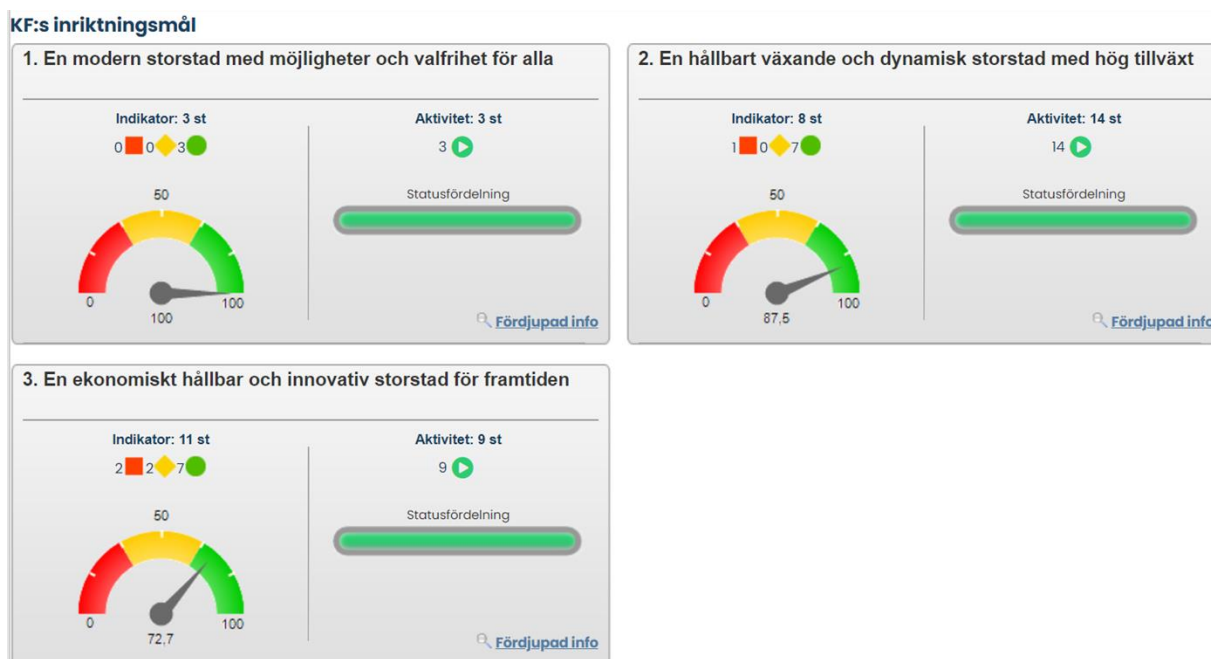 KF:s inriktningsmål
1. En modern storstad med möjligheter och valfrihet för alla
Indikator: 3 st
0 0 3
50
0
100
100
Aktivitet: 3 st
3
Statusfördelning
Fördjupad info
2. En hållbart växande och dynamisk storstad med hög tillväxt
Indikator: 8 st
1 0 7
50
0
100
87,5
Aktivitet: 14 st
14
Statusfördelning
Fördjupad info
3. En ekonomiskt hållbar och innovativ storstad för framtiden
Indikator: 11 st
2 2 7
50
0
100
72,7
Aktivitet: 9 st
9
Statusfördelning
Fördjupad info